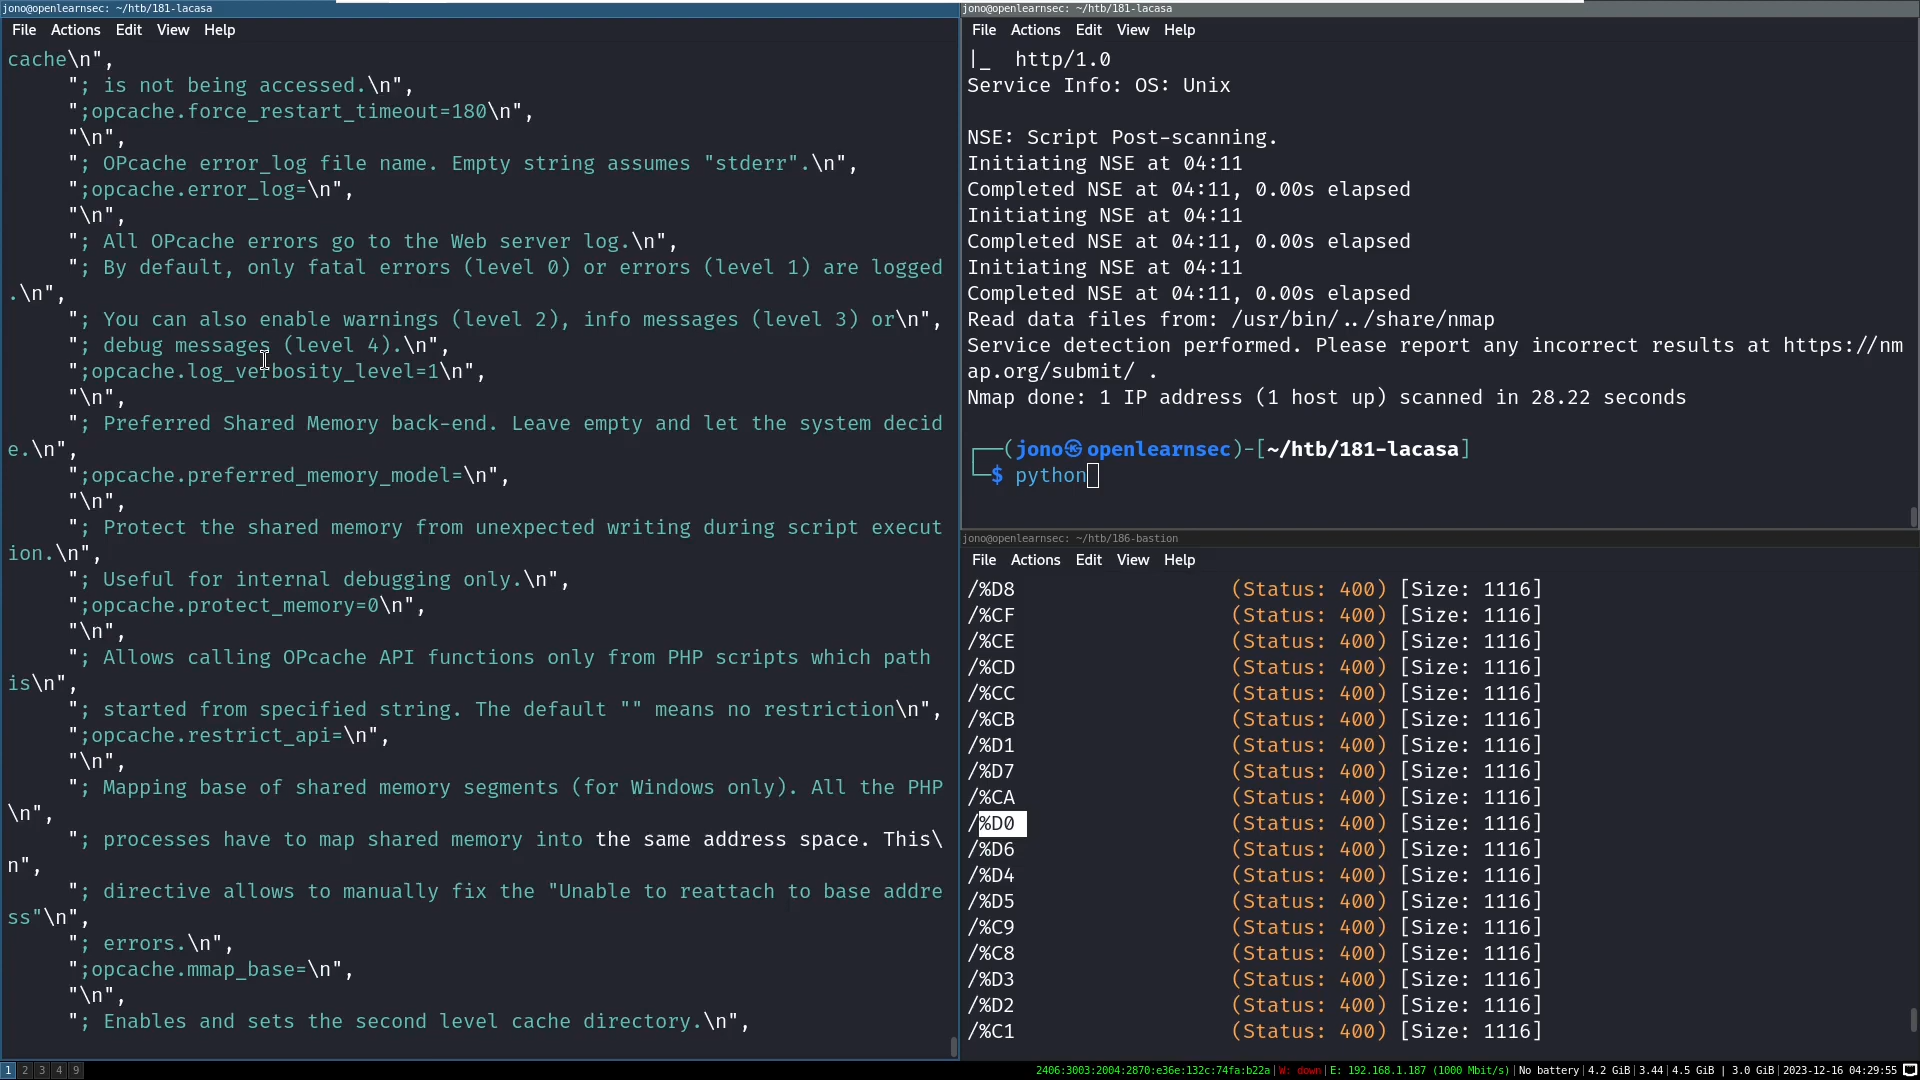 jono@openlearnsec: ~/htb/181-lacasa
File Actions Edit View Help
cache\n",
"; is not being accessed.\n",
";opcache.force_restart_timeout=180\n",
"\n",
"; OPcache error_log file name. Empty string assumes "stderr".\n",
";opcache.error_log=\n",
"\n",
"; All OPcache errors go to the Web server log.\n",
"; By default, only fatal errors (level 0) or errors (level 1) are logged
.\n",
"; You can also enable warnings (level 2), info messages (level 3) or\n",
"; debug messages (level 4).\n",
";opcache.log_verbosity_level=1\n",
"\n",
"; Preferred Shared Memory back-end. Leave empty and let the system decid
e.\n",
";opcache.preferred_memory_model=\n",
"\n",
"; Protect the shared memory from unexpected writing during script execut
ion.\n",
"; Useful for internal debugging only.\n",
";opcache.protect_memory=0\n",
"\n",
"; Allows calling OPcache API functions only from PHP scripts which path
is\n",
"; started from specified string. The default "" means no restriction\n",
";opcache.restrict_api=\n",
"\n",
"; Mapping base of shared memory segments (for Windows only). All the PHP
\n",
"; processes have to map shared memory into the same address space. This\
n",
"; directive allows to manually fix the "Unable to reattach to base addre
ss"\n",
"; errors.\n",
";opcache.mmap_base=\n",
"\n",
"; Enables and sets the second level cache directory.\n",
jono@openlearnsec: ~/htb/181-lacasa
File Actions Edit View Help
|_  http/1.0
Service Info: OS: Unix
NSE: Script Post-scanning.
Initiating NSE at 04:11
Completed NSE at 04:11, 0.00s elapsed
Initiating NSE at 04:11
Completed NSE at 04:11, 0.00s elapsed
Initiating NSE at 04:11
Completed NSE at 04:11, 0.00s elapsed
Read data files from: /usr/bin/../share/nmap
Service detection performed. Please report any incorrect results at https://nm
ap.org/submit/ .
Nmap done: 1 IP address (1 host up) scanned in 28.22 seconds
┌──(jono㉿openlearnsec)-[~/htb/181-lacasa]
└─$ python
jono@openlearnsec: ~/htb/186-bastion
File Actions Edit View Help
/%D8 (Status: 400) [Size: 1116]
/%CF (Status: 400) [Size: 1116]
/%CE (Status: 400) [Size: 1116]
/%CD (Status: 400) [Size: 1116]
/%CC (Status: 400) [Size: 1116]
/%CB (Status: 400) [Size: 1116]
/%D1 (Status: 400) [Size: 1116]
/%D7 (Status: 400) [Size: 1116]
/%CA (Status: 400) [Size: 1116]
/%D0 (Status: 400) [Size: 1116]
/%D6 (Status: 400) [Size: 1116]
/%D4 (Status: 400) [Size: 1116]
/%D5 (Status: 400) [Size: 1116]
/%C9 (Status: 400) [Size: 1116]
/%C8 (Status: 400) [Size: 1116]
/%D3 (Status: 400) [Size: 1116]
/%D2 (Status: 400) [Size: 1116]
/%C1 (Status: 400) [Size: 1116]
1 2 3 4 9
2406:3003:2004:2870:e36e:132c:74fa:b22a|W: down|E: 192.168.1.187 (1000 Mbit/s)|No battery|4.2 GiB|3.44|4.5 GiB | 3.0 GiB|2023-12-16 04:29:55